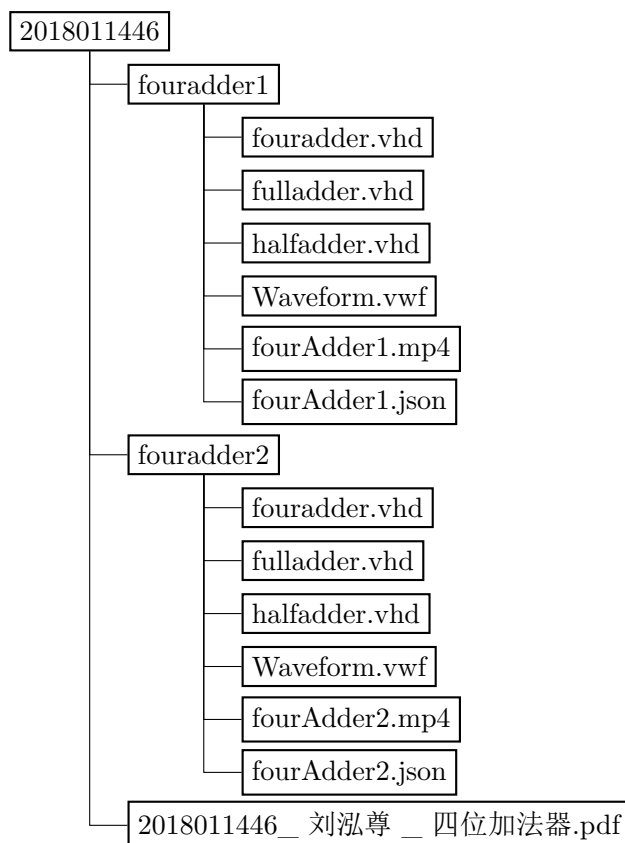 2018011446
fouradder1
fouradder.vhd
fulladder.vhd
halfadder.vhd
Waveform.vwf
fourAdder1.mp4
fourAdder1.json
fouradder2
fouradder.vhd
fulladder.vhd
halfadder.vhd
Waveform.vwf
fourAdder2.mp4
fourAdder2.json
2018011446_ 刘泓尊 _ 四位加法器.pdf